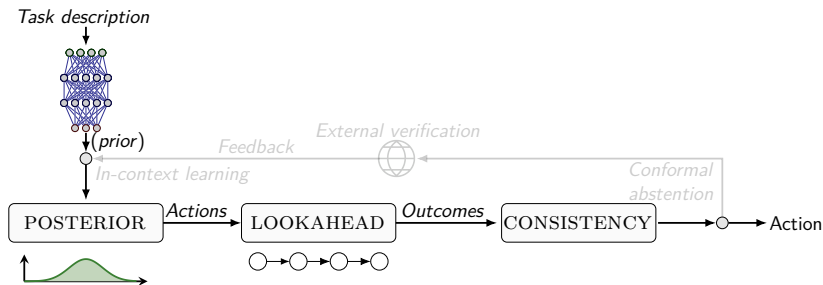 Task description
(prior)
External verification
Feedback
In-context learning
Conformal
abstention
POSTERIOR
Actions
LOOKAHEAD
Outcomes
CONSISTENCY
Action